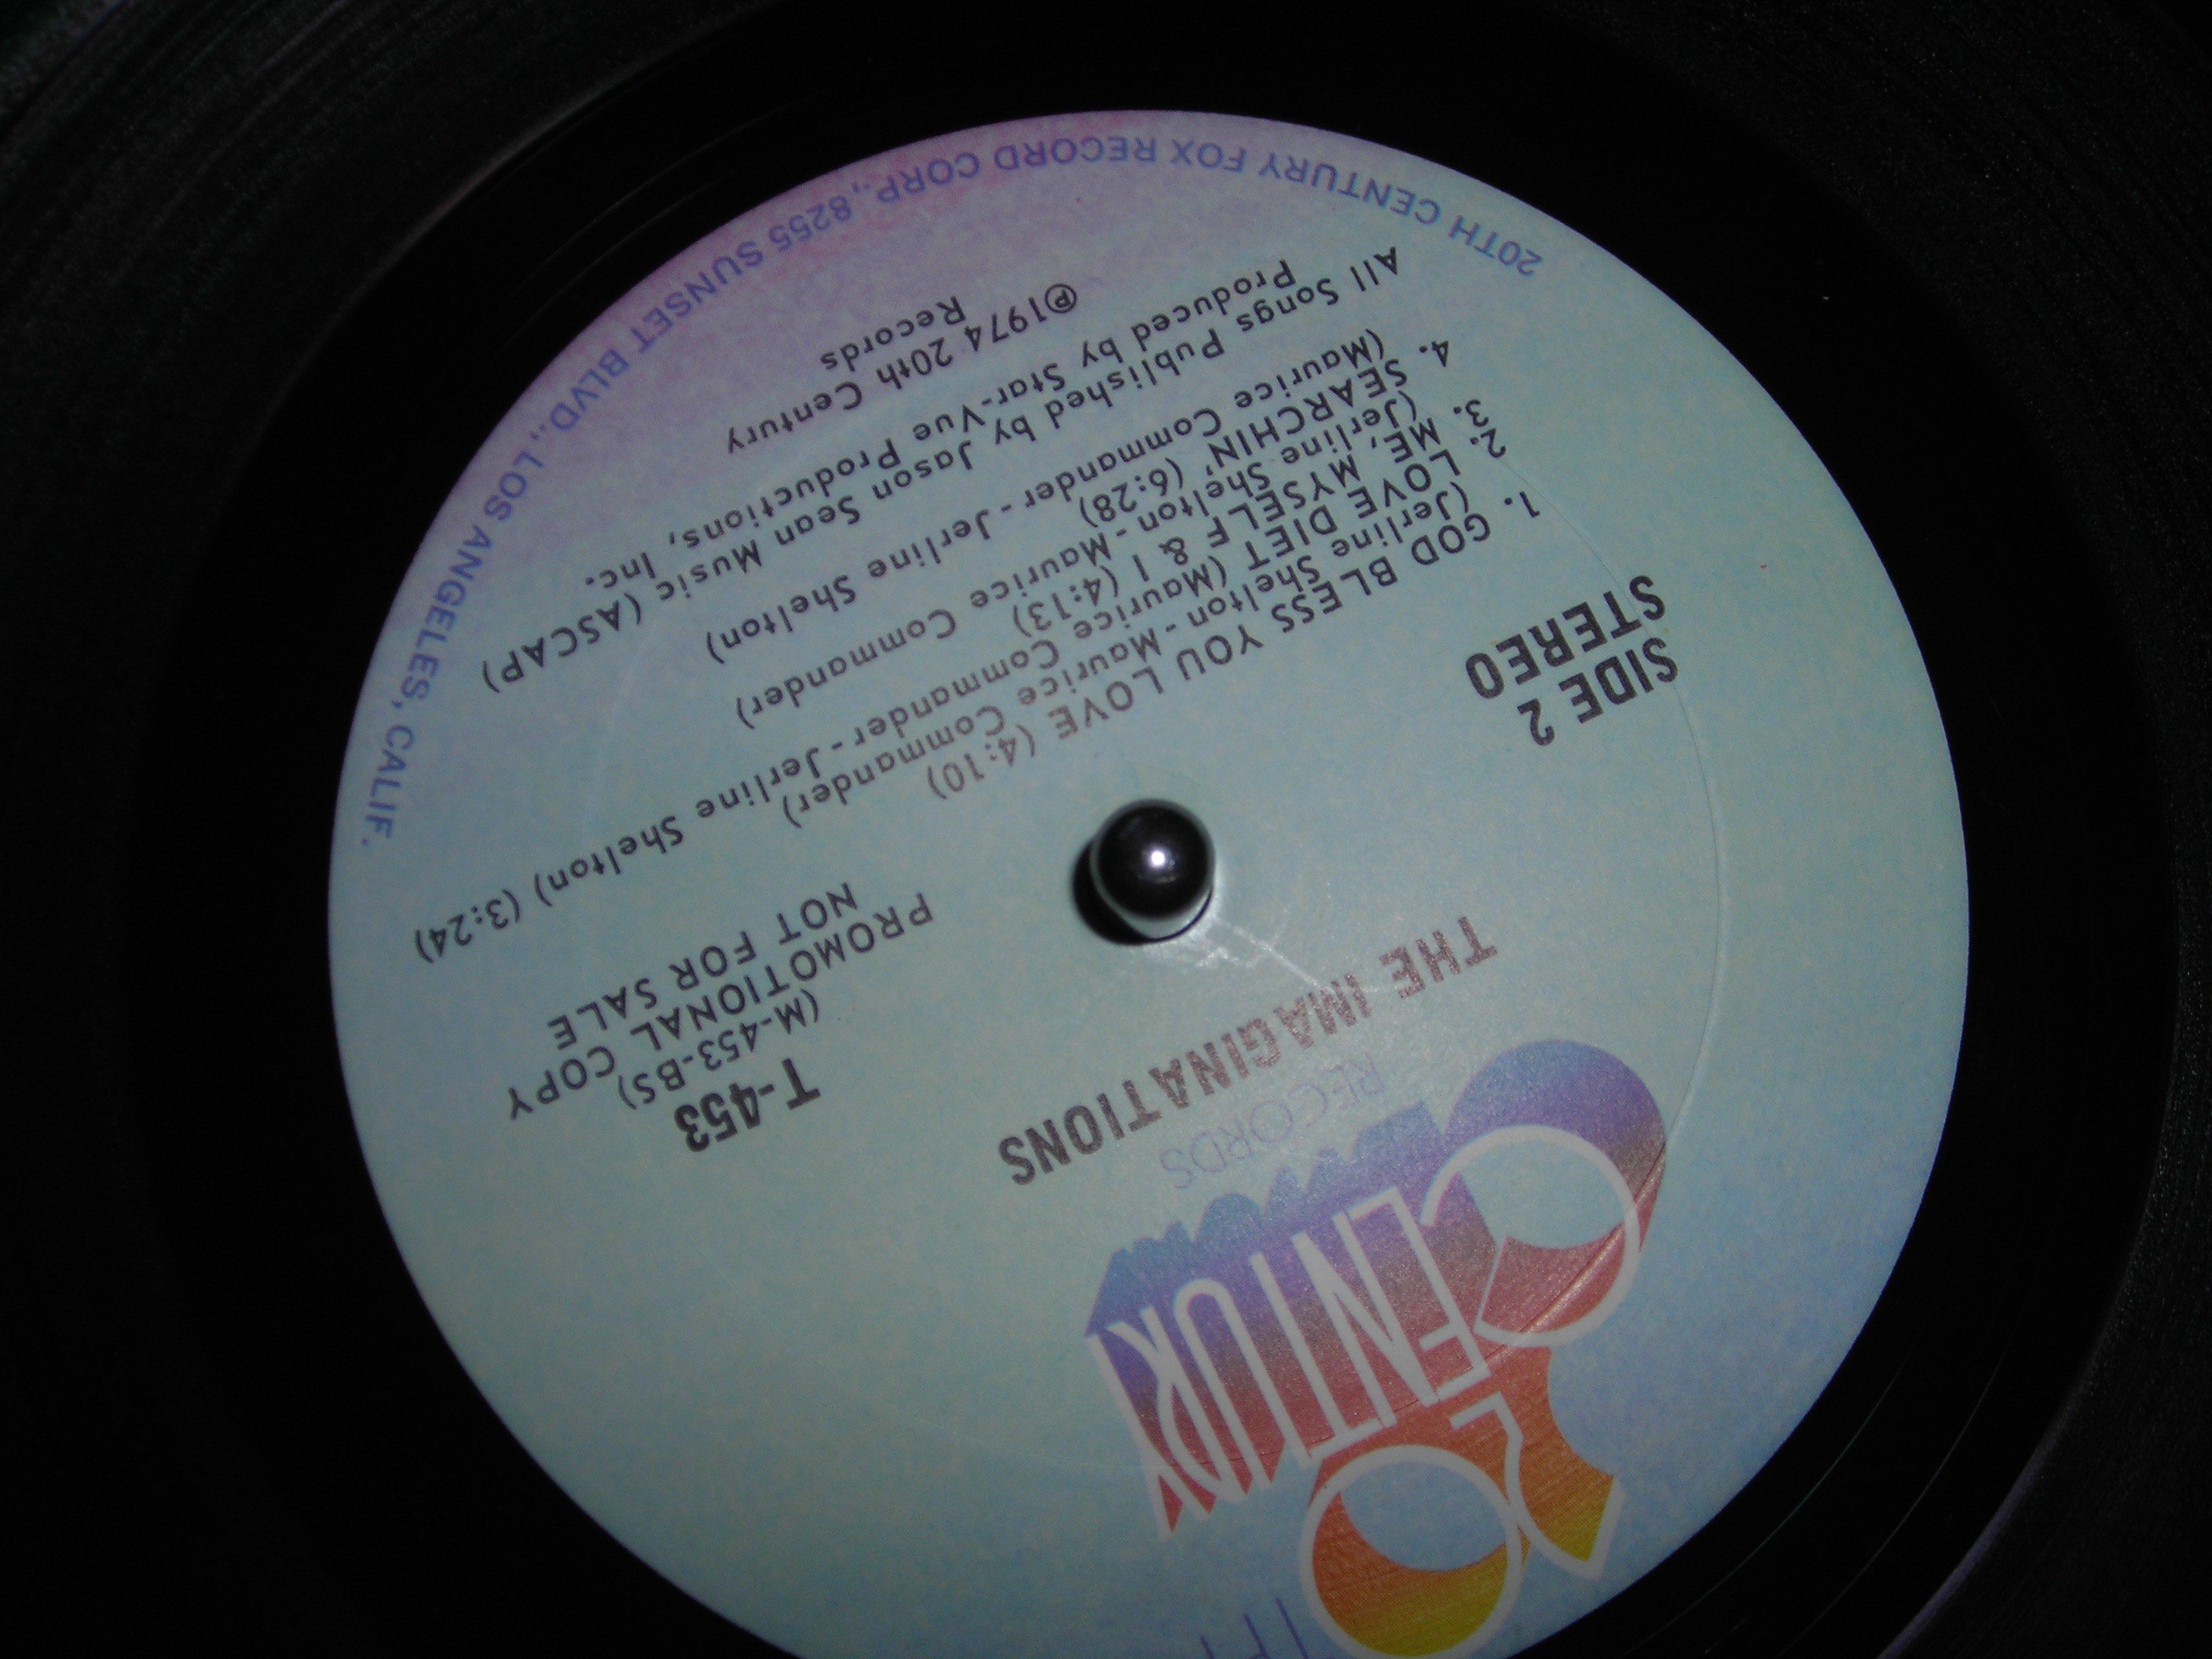 20TH
CENTURY
RECORDS
THE IMAGINATIONS
T-453
(M-453-BS)
PROMOTIONAL COPY
NOT FOR SALE
SIDE 2
STEREO
1. GOD BLESS YOU LOVE (4:10)
(Jerline Shelton - Maurice Commander)
2. LOVE DIET (Maurice Commander - Jerline Shelton) (3:24)
3. ME, MYSELF & I (4:13)
(Jerline Shelton - Maurice Commander)
4. SEARCHIN' (6:28)
(Maurice Commander - Jerline Shelton)
All Songs Published by Jason Sean Music (ASCAP)
Produced by Star-Vue Productions, Inc.
℗1974 20th Century
Records
20TH CENTURY FOX RECORD CORP., 8255 SUNSET BLVD., LOS ANGELES, CALIF.